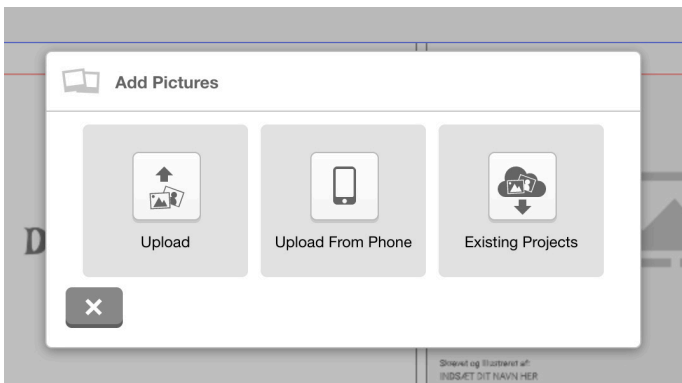 Add Pictures
Upload
Upload From Phone
Existing Projects
D
Skrevet og Illustreret af:
INDSÆT DIT NAVN HER